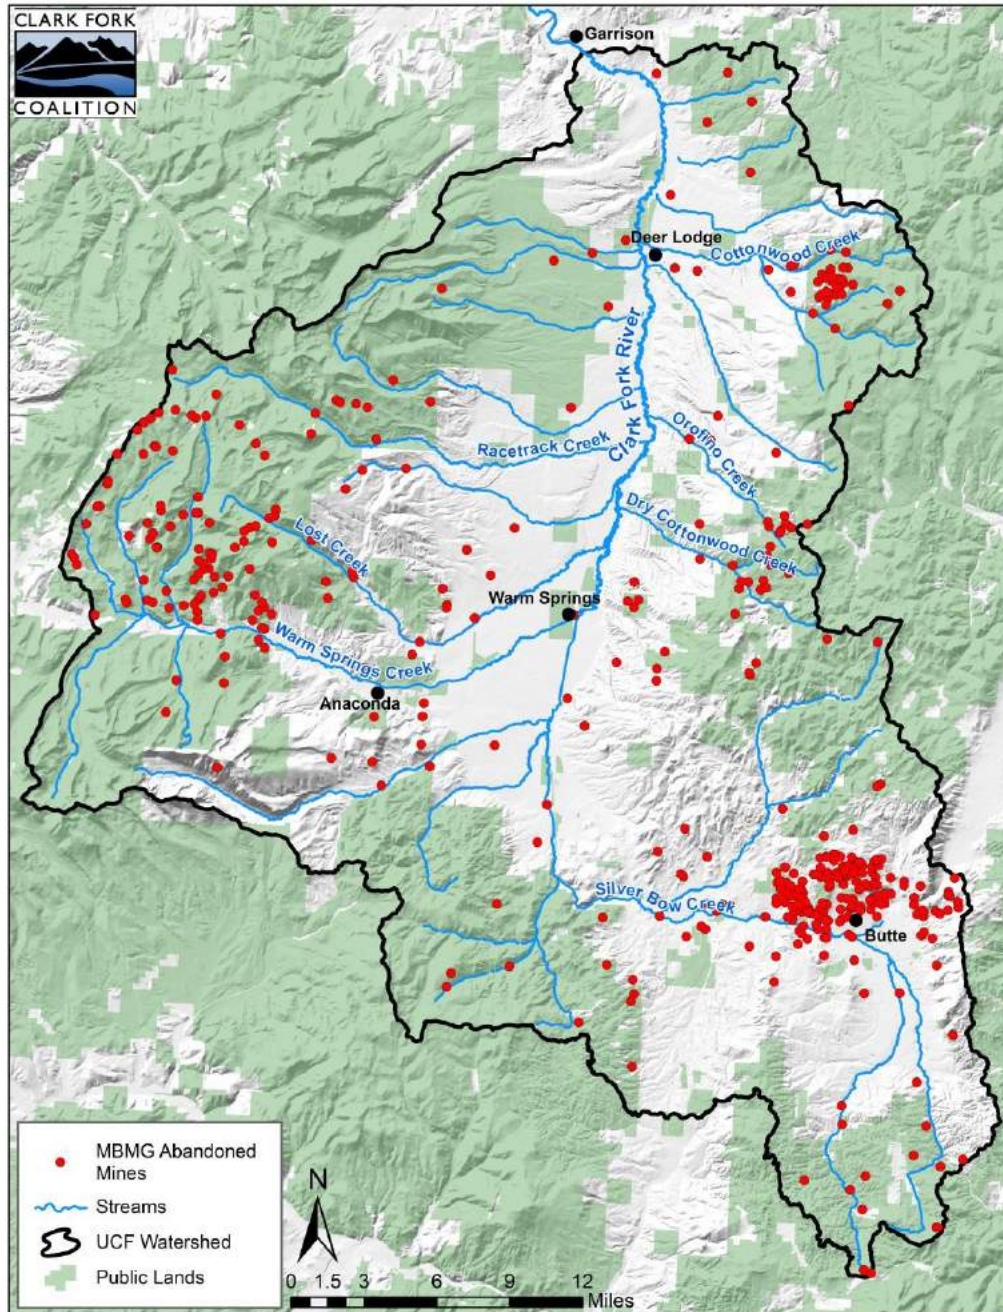 CLARK FORK
COALITION
Garrison
Deer Lodge
Cottonwood Creek
Clark Fork River
Racetrack Creek
Orofino Creek
Dry Cottonwood Creek
Lost Creek
Warm Springs
Warm Springs Creek
Anaconda
Silver Bow Creek
Butte
MBMG Abandoned
Mines
Streams
UCF Watershed
Public Lands
N
0 1.5 3 6 9 12
Miles